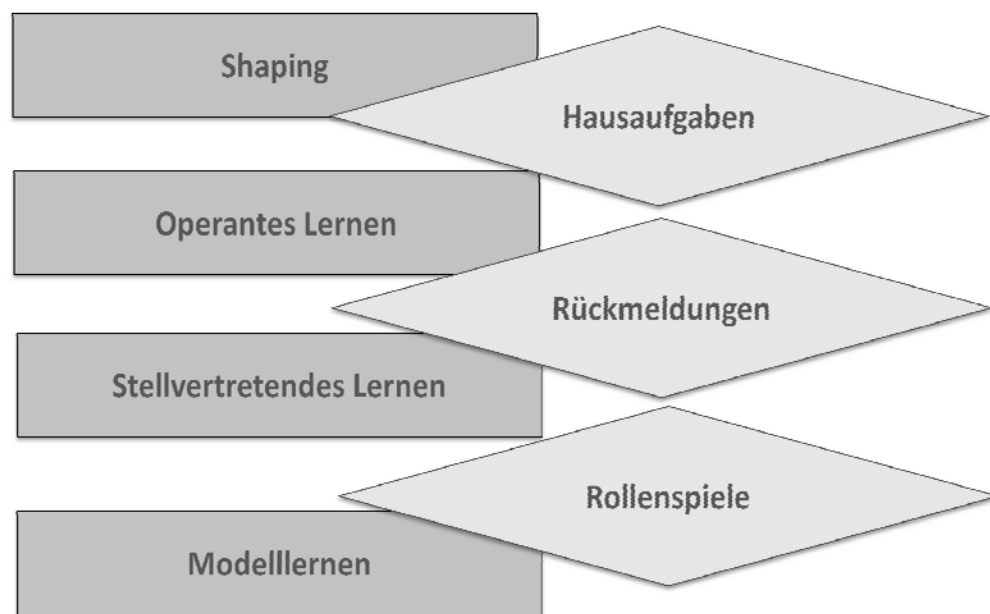 Shaping
Hausaufgaben
Operantes Lernen
Rückmeldungen
Stellvertretendes Lernen
Rollenspiele
Modelllernen